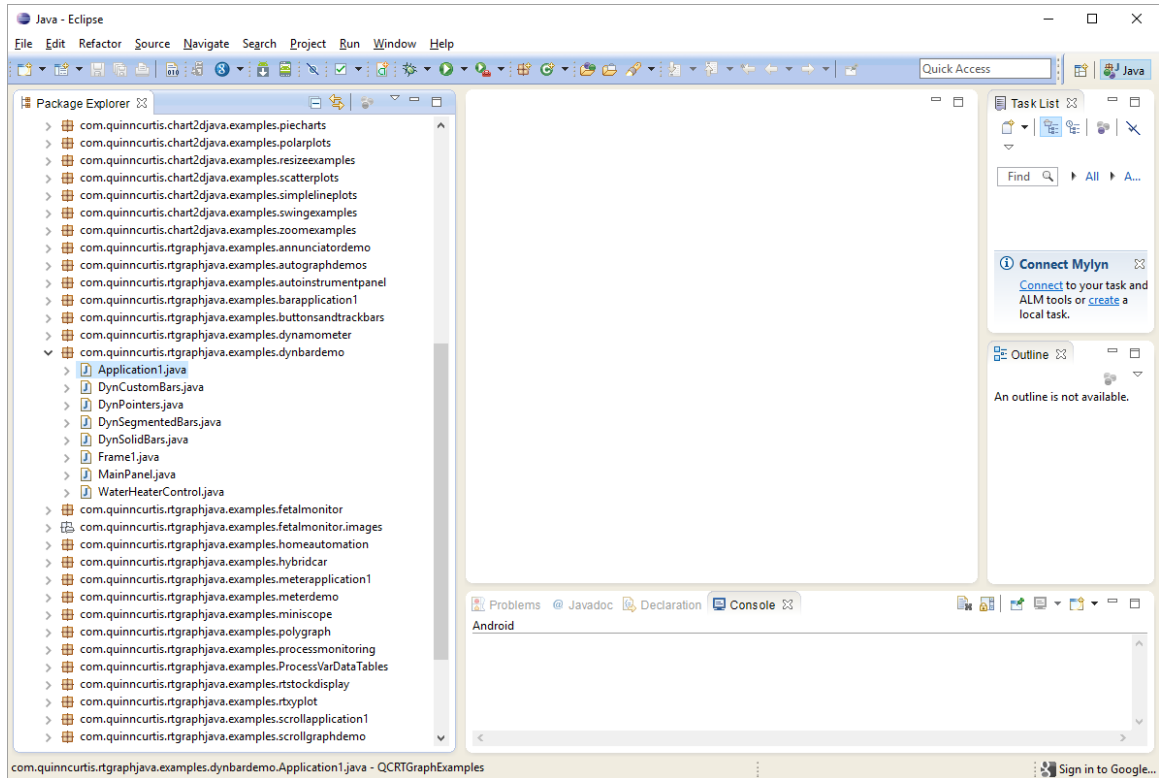 Java - Eclipse
File Edit Refactor Source Navigate Search Project Run Window Help
Quick Access
Java
Package Explorer
com.quinncurtis.chart2djava.examples.piecharts
com.quinncurtis.chart2djava.examples.polarplots
com.quinncurtis.chart2djava.examples.resizeexamples
com.quinncurtis.chart2djava.examples.scatterplots
com.quinncurtis.chart2djava.examples.simplelineplots
com.quinncurtis.chart2djava.examples.swingexamples
com.quinncurtis.chart2djava.examples.zoomexamples
com.quinncurtis.rtgraphjava.examples.annunciatordemo
com.quinncurtis.rtgraphjava.examples.autographdemos
com.quinncurtis.rtgraphjava.examples.autoinstrumentpanel
com.quinncurtis.rtgraphjava.examples.barapplication1
com.quinncurtis.rtgraphjava.examples.buttonsandtrackbars
com.quinncurtis.rtgraphjava.examples.dynamometer
com.quinncurtis.rtgraphjava.examples.dynbardemo
Application1.java
DynCustomBars.java
DynPointers.java
DynSegmentedBars.java
DynSolidBars.java
Frame1.java
MainPanel.java
WaterHeaterControl.java
com.quinncurtis.rtgraphjava.examples.fetalmonitor
com.quinncurtis.rtgraphjava.examples.fetalmonitor.images
com.quinncurtis.rtgraphjava.examples.homeautomation
com.quinncurtis.rtgraphjava.examples.hybridcar
com.quinncurtis.rtgraphjava.examples.meterapplication1
com.quinncurtis.rtgraphjava.examples.meterdemo
com.quinncurtis.rtgraphjava.examples.miniscope
com.quinncurtis.rtgraphjava.examples.polygraph
com.quinncurtis.rtgraphjava.examples.processmonitoring
com.quinncurtis.rtgraphjava.examples.ProcessVarDataTables
com.quinncurtis.rtgraphjava.examples.rtstockdisplay
com.quinncurtis.rtgraphjava.examples.rtxyplot
com.quinncurtis.rtgraphjava.examples.scrollapplication1
com.quinncurtis.rtgraphjava.examples.scrollgraphdemo
Task List
Find All A...
Connect Mylyn
Connect to your task and
ALM tools or create a
local task.
Outline
An outline is not available.
Problems @ Javadoc Declaration Console
Android
com.quinncurtis.rtgraphjava.examples.dynbardemo.Application1.java - QCRTGraphExamples
Sign in to Google...